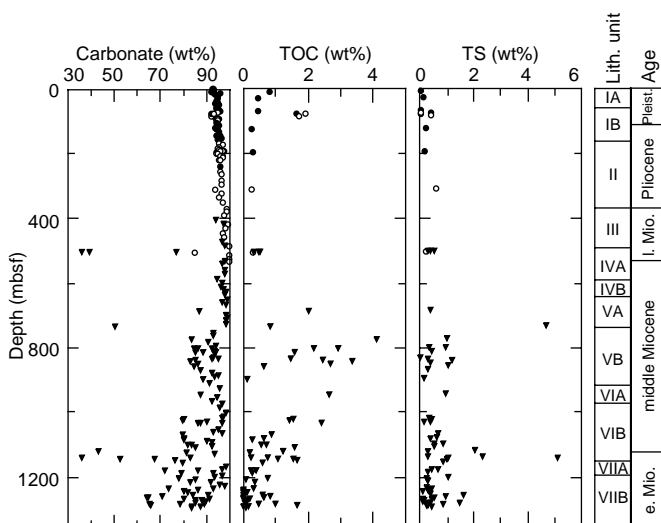 Carbonate (wt%) TOC (wt%) TS (wt%) Lith. unit Age
30 50 70 90 0 2 4 0 2 4 6
0
400
800
1200
Depth (mbsf)
IA
IB
II
III
IVA
IVB
VA
VB
VIA
VIB
VIIA
VIIB
Pleist.
Pliocene
l. Mio.
middle Miocene
e. Mio.